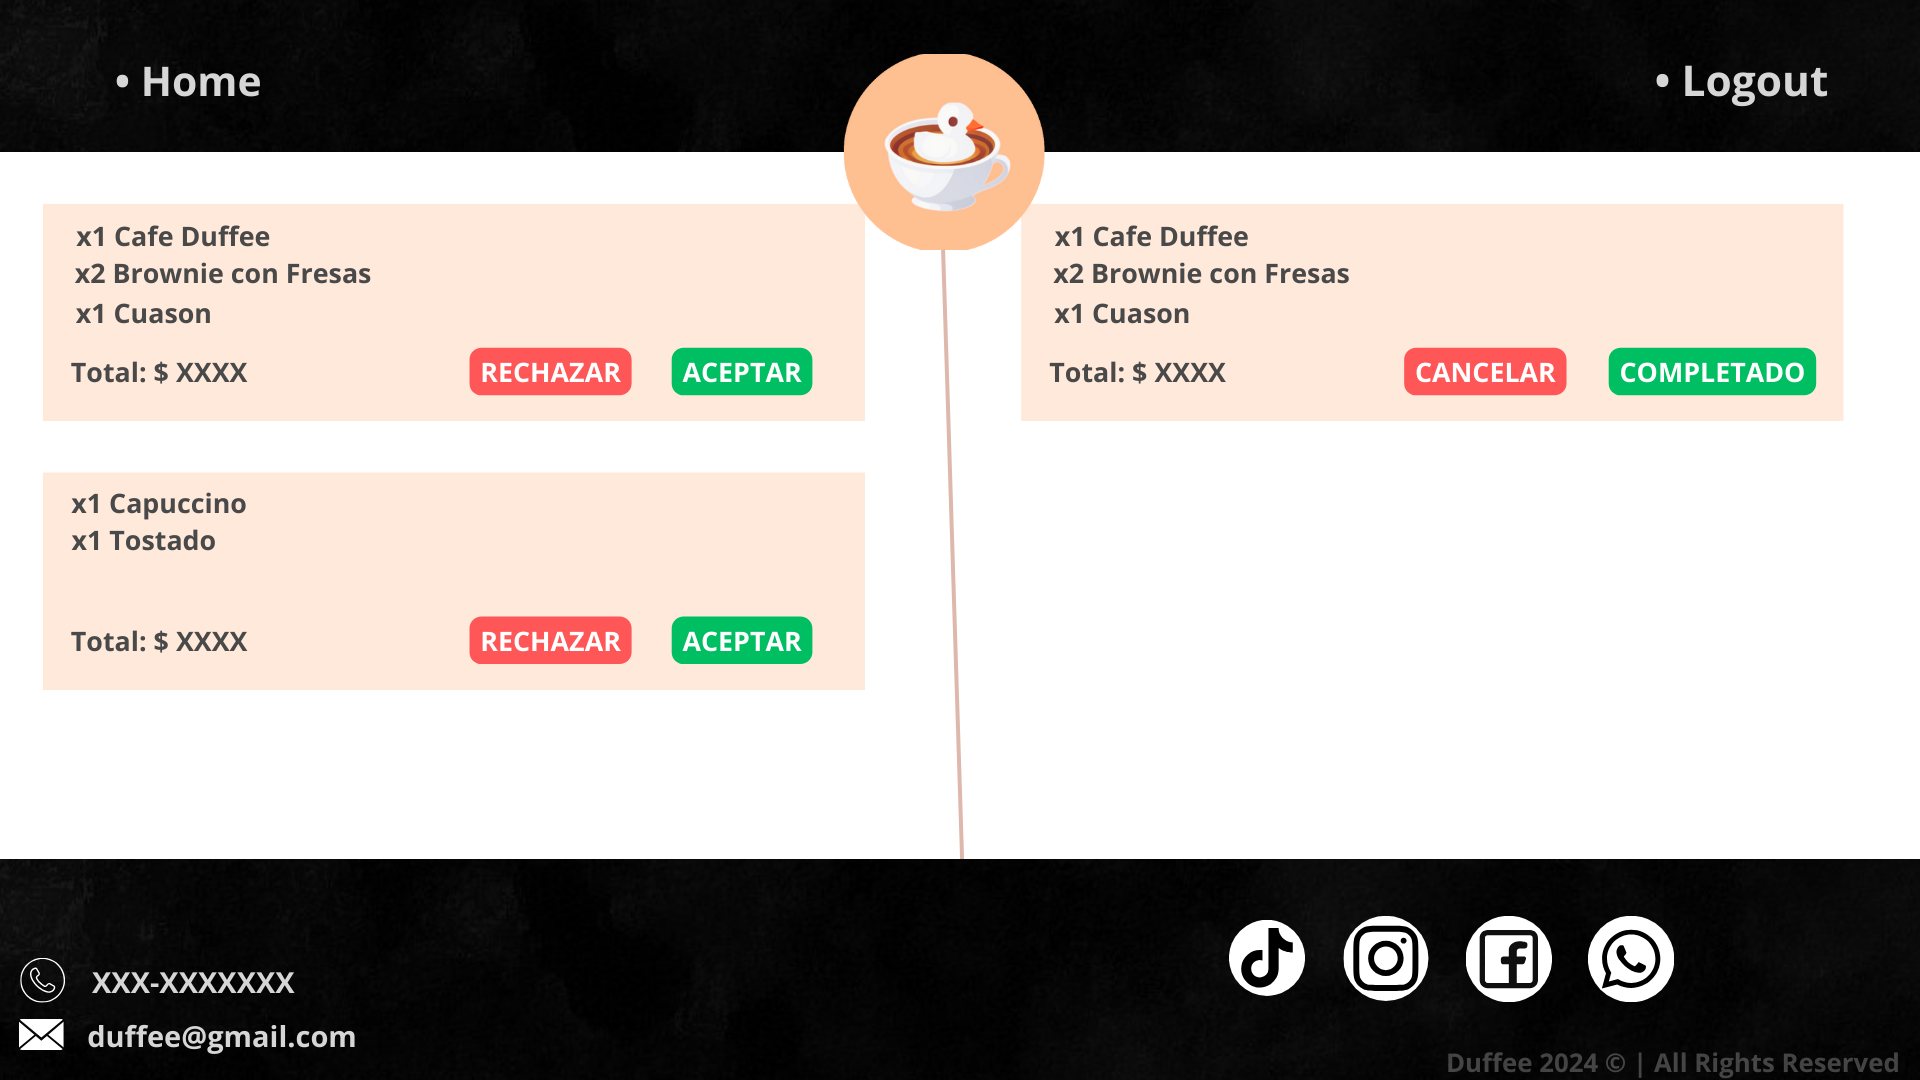 • Home
• Logout
x1 Cafe Duffee
x2 Brownie con Fresas
x1 Cuason
Total: $ XXXX
RECHAZAR
ACEPTAR
x1 Capuccino
x1 Tostado
Total: $ XXXX
RECHAZAR
ACEPTAR
x1 Cafe Duffee
x2 Brownie con Fresas
x1 Cuason
Total: $ XXXX
CANCELAR
COMPLETADO
XXX-XXXXXXX
duffee@gmail.com
Duffee 2024 © | All Rights Reserved